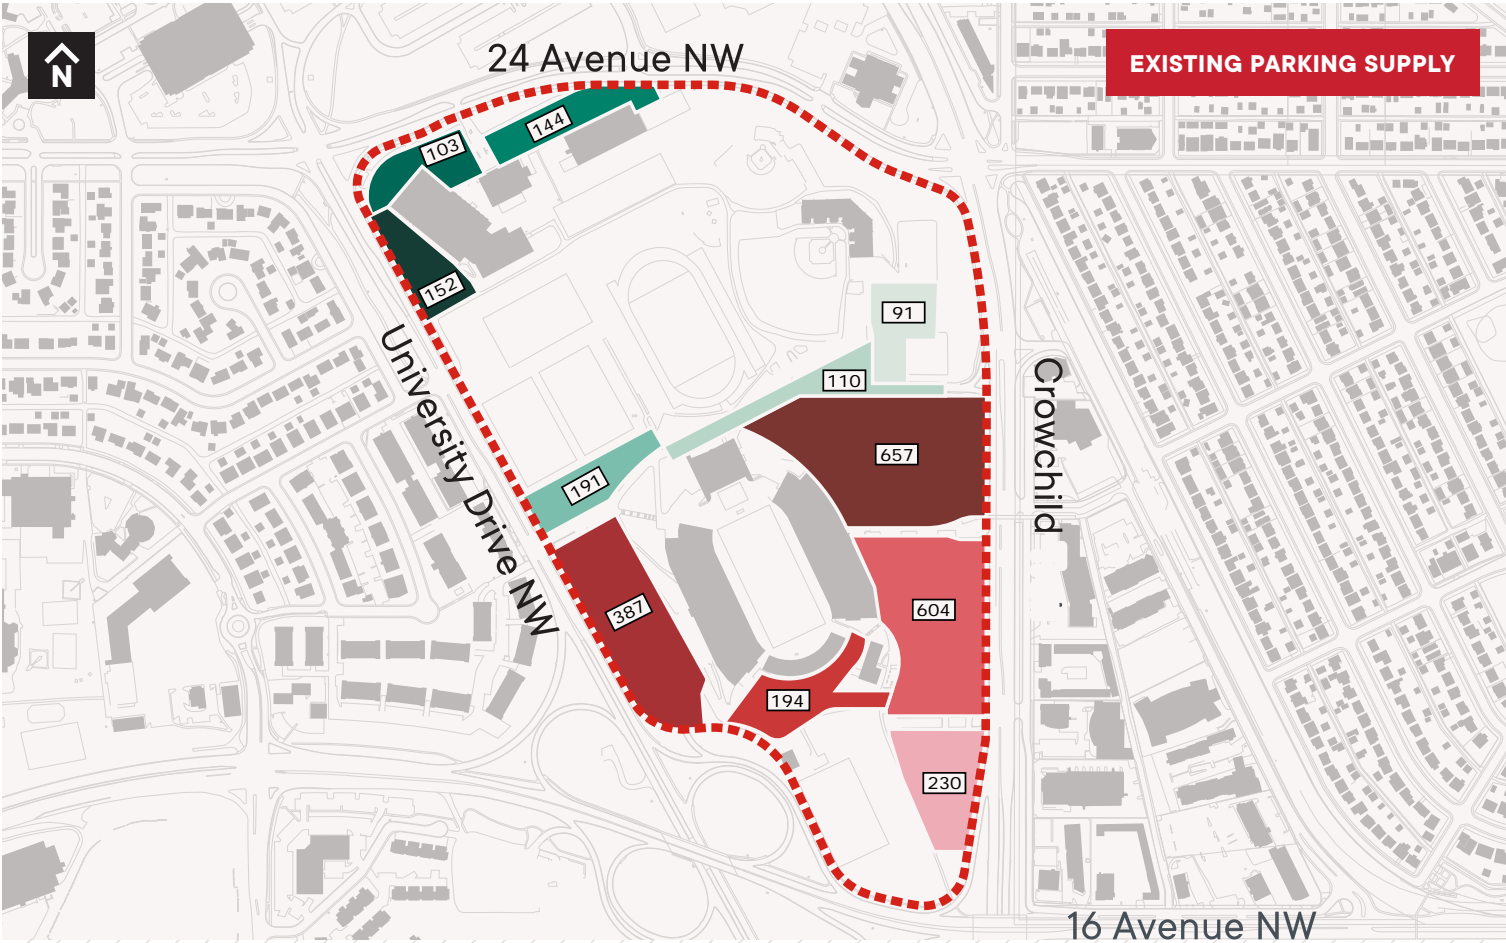 N
24 Avenue NW
EXISTING PARKING SUPPLY
144
103
152
91
110
University Drive NW
Crowchild
657
191
387
604
194
230
16 Avenue NW